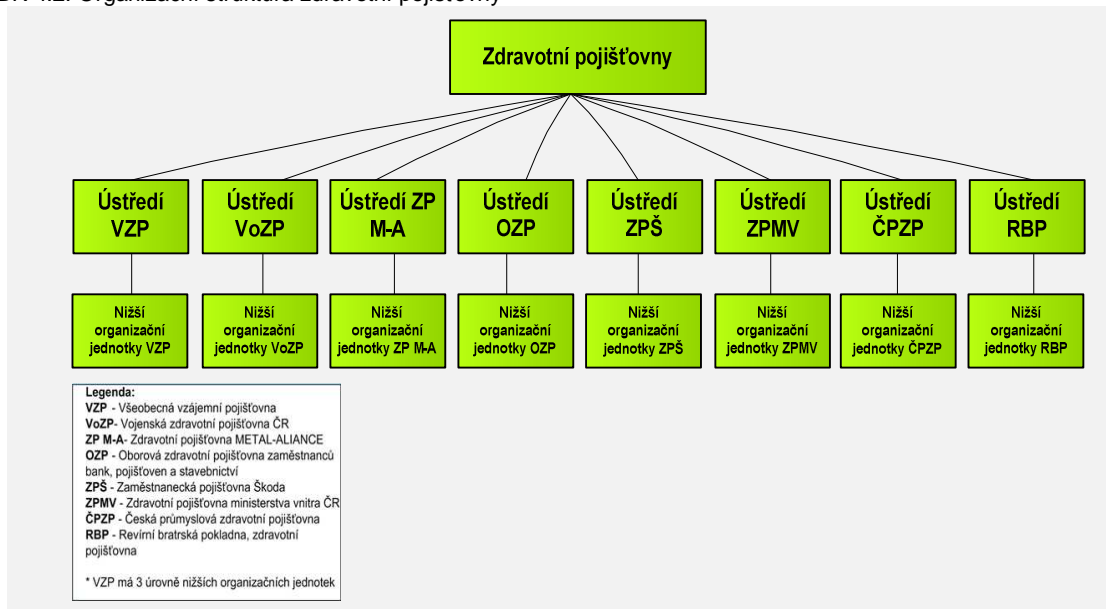 Organizační struktura zdravotní pojišťovny
Zdravotní pojišťovny
Ústředí
VZP
Ústředí
VoZP
Ústředí ZP
M-A
Ústředí
OZP
Ústředí
ZPŠ
Ústředí
ZPMV
Ústředí
ČPZP
Ústředí
RBP
Nižší
organizační
jednotky VZP
Nižší
organizační
jednotky VoZP
Nižší
organizační
jednotky ZP M-A
Nižší
organizační
jednotky OZP
Nižší
organizační
jednotky ZPŠ
Nižší
organizační
jednotky ZPMV
Nižší
organizační
jednotky ČPZP
Nižší
organizační
jednotky RBP
Legenda:
VZP - Všeobecná vzájemní pojišťovna
VoZP- Vojenská zdravotní pojišťovna ČR
ZP M-A- Zdravotní pojišťovna METAL-ALIANCE
OZP - Oborová zdravotní pojišťovna zaměstnanců
bank, pojišťoven a stavebnictví
ZPŠ - Zaměstnanecká pojišťovna Škoda
ZPMV - Zdravotní pojišťovna ministerstva vnitra ČR
ČPZP - Česká průmyslová zdravotní pojišťovna
RBP - Revírní bratrská pokladna, zdravotní
pojišťovna
* VZP má 3 úrovně nižších organizačních jednotek